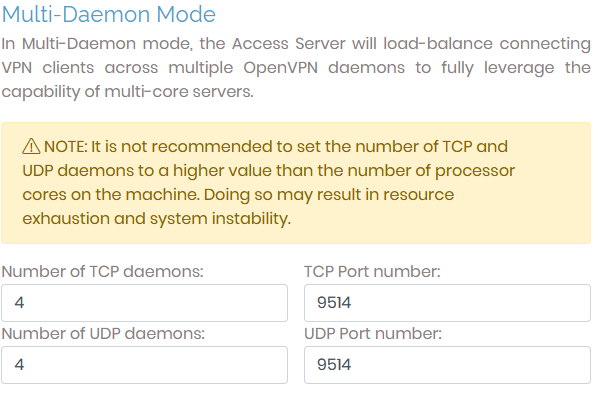 Multi-Daemon Mode
In Multi-Daemon mode, the Access Server will load-balance connecting
VPN clients across multiple OpenVPN daemons to fully leverage the
capability of multi-core servers.
⚠ NOTE: It is not recommended to set the number of TCP and
UDP daemons to a higher value than the number of processor
cores on the machine. Doing so may result in resource
exhaustion and system instability.
Number of TCP daemons: TCP Port number:
4 9514
Number of UDP daemons: UDP Port number:
4 9514